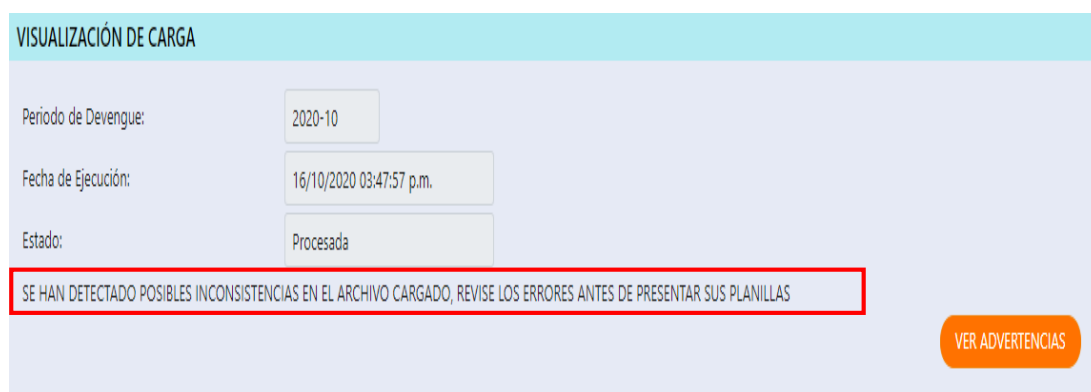 VISUALIZACIÓN DE CARGA
Periodo de Devengue: 2020-10
Fecha de Ejecución: 16/10/2020 03:47:57 p.m.
Estado: Procesada
SE HAN DETECTADO POSIBLES INCONSISTENCIAS EN EL ARCHIVO CARGADO, REVISE LOS ERRORES ANTES DE PRESENTAR SUS PLANILLAS
VER ADVERTENCIAS